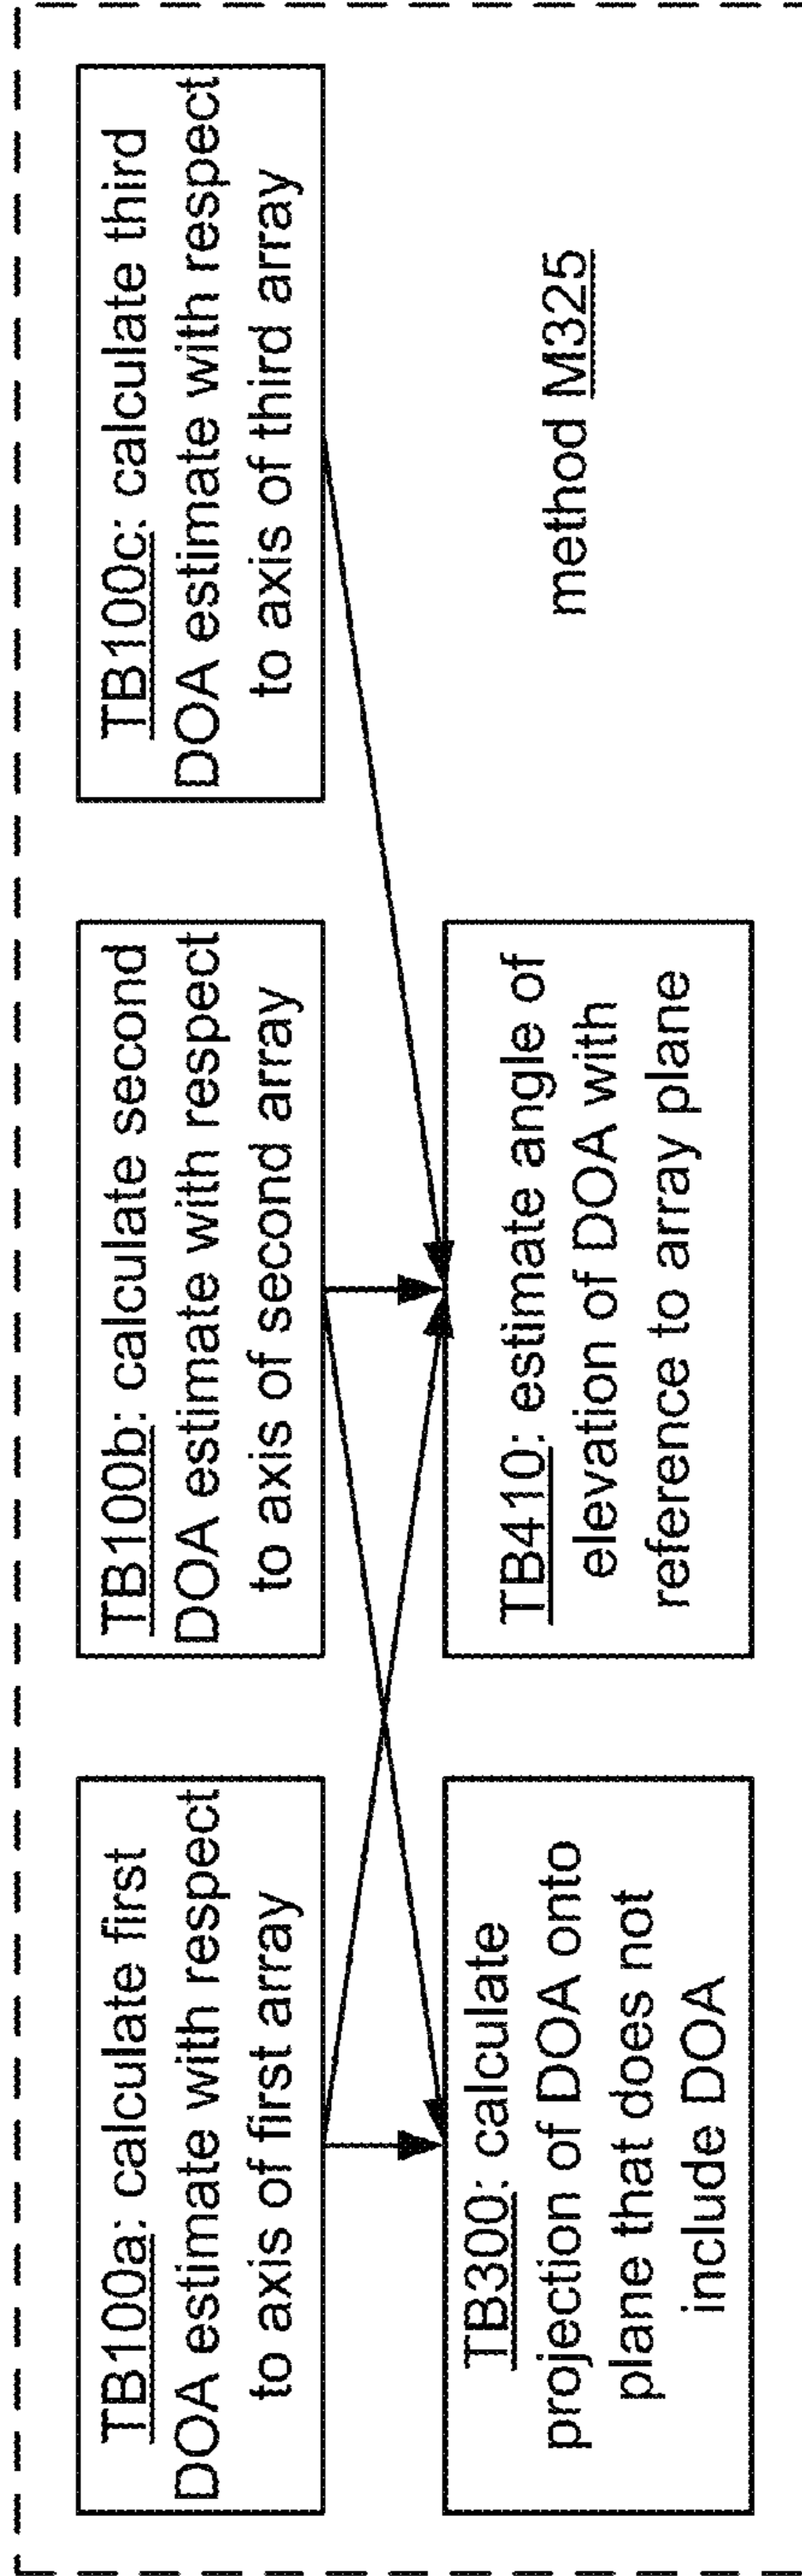 TB100a: calculate first
DOA estimate with respect
to axis of first array
TB100b: calculate second
DOA estimate with respect
to axis of second array
TB100c: calculate third
DOA estimate with respect
to axis of third array
TB300: calculate
projection of DOA onto
plane that does not
include DOA
TB410: estimate angle of
elevation of DOA with
reference to array plane
method M325